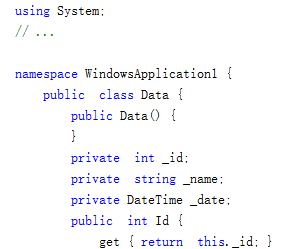 using System;
// ...
namespace WindowsApplication1 {
public class Data {
public Data() {
}
private int _id;
private string _name;
private DateTime _date;
public int Id {
get { return this._id; }